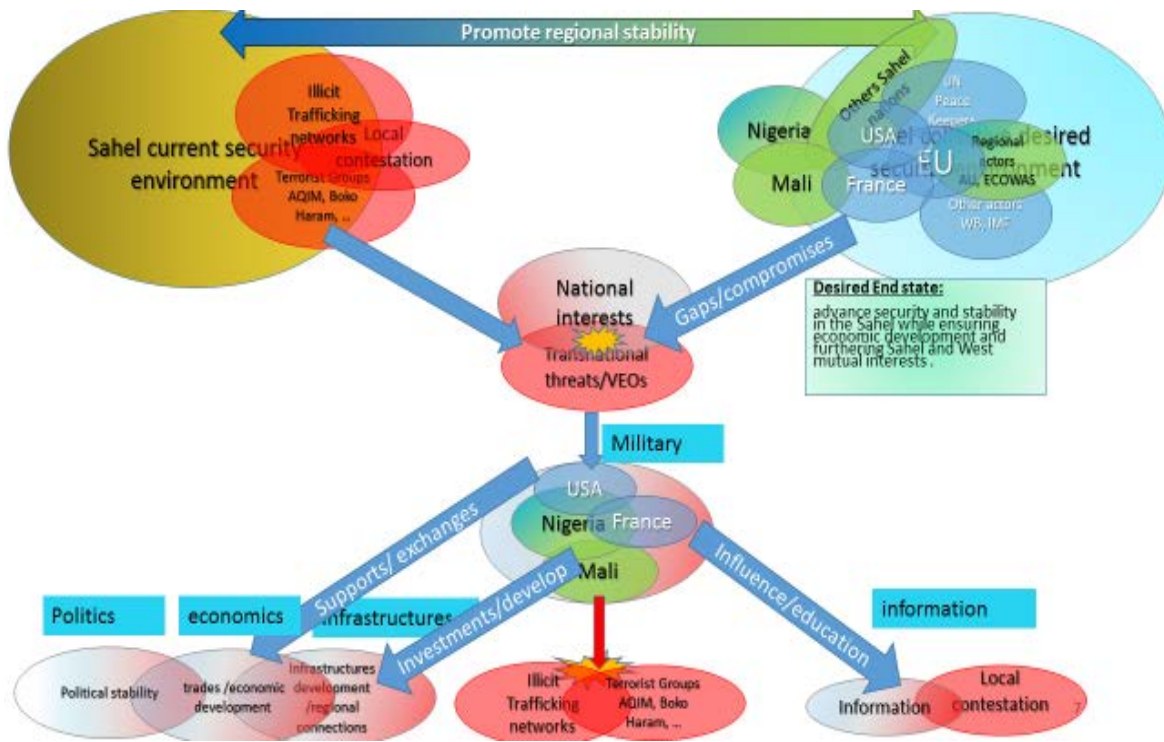 Promote regional stability
Sahel current security
environment
Illicit
Trafficking
networks
Local
contestation
Terrorist Groups
AQIM, Boko
Haram, ..
Others Sahel
nations
UN
Peace
Keepers
Nigeria
USA
desired
Mali
France
EU
Regional
actors
AU, ECOWAS
Other actors
WB, IMF
National
interests
Transnational
threats/VEOs
Gaps/compromises
Desired End state:
advance security and stability
in the Sahel while ensuring
economic development and
furthering Sahel and West
mutual interests .
Military
USA
Nigeria
France
Mali
Supports/ exchanges
Investments/develop
Influence/education
Politics
economics
Infrastructures
information
Political stability
trades /economic
development
Infrastructures
development
/regional
connections
Illicit
Trafficking
networks
Terrorist Groups
AQIM, Boko
Haram, ...
Information
Local
contestation
7